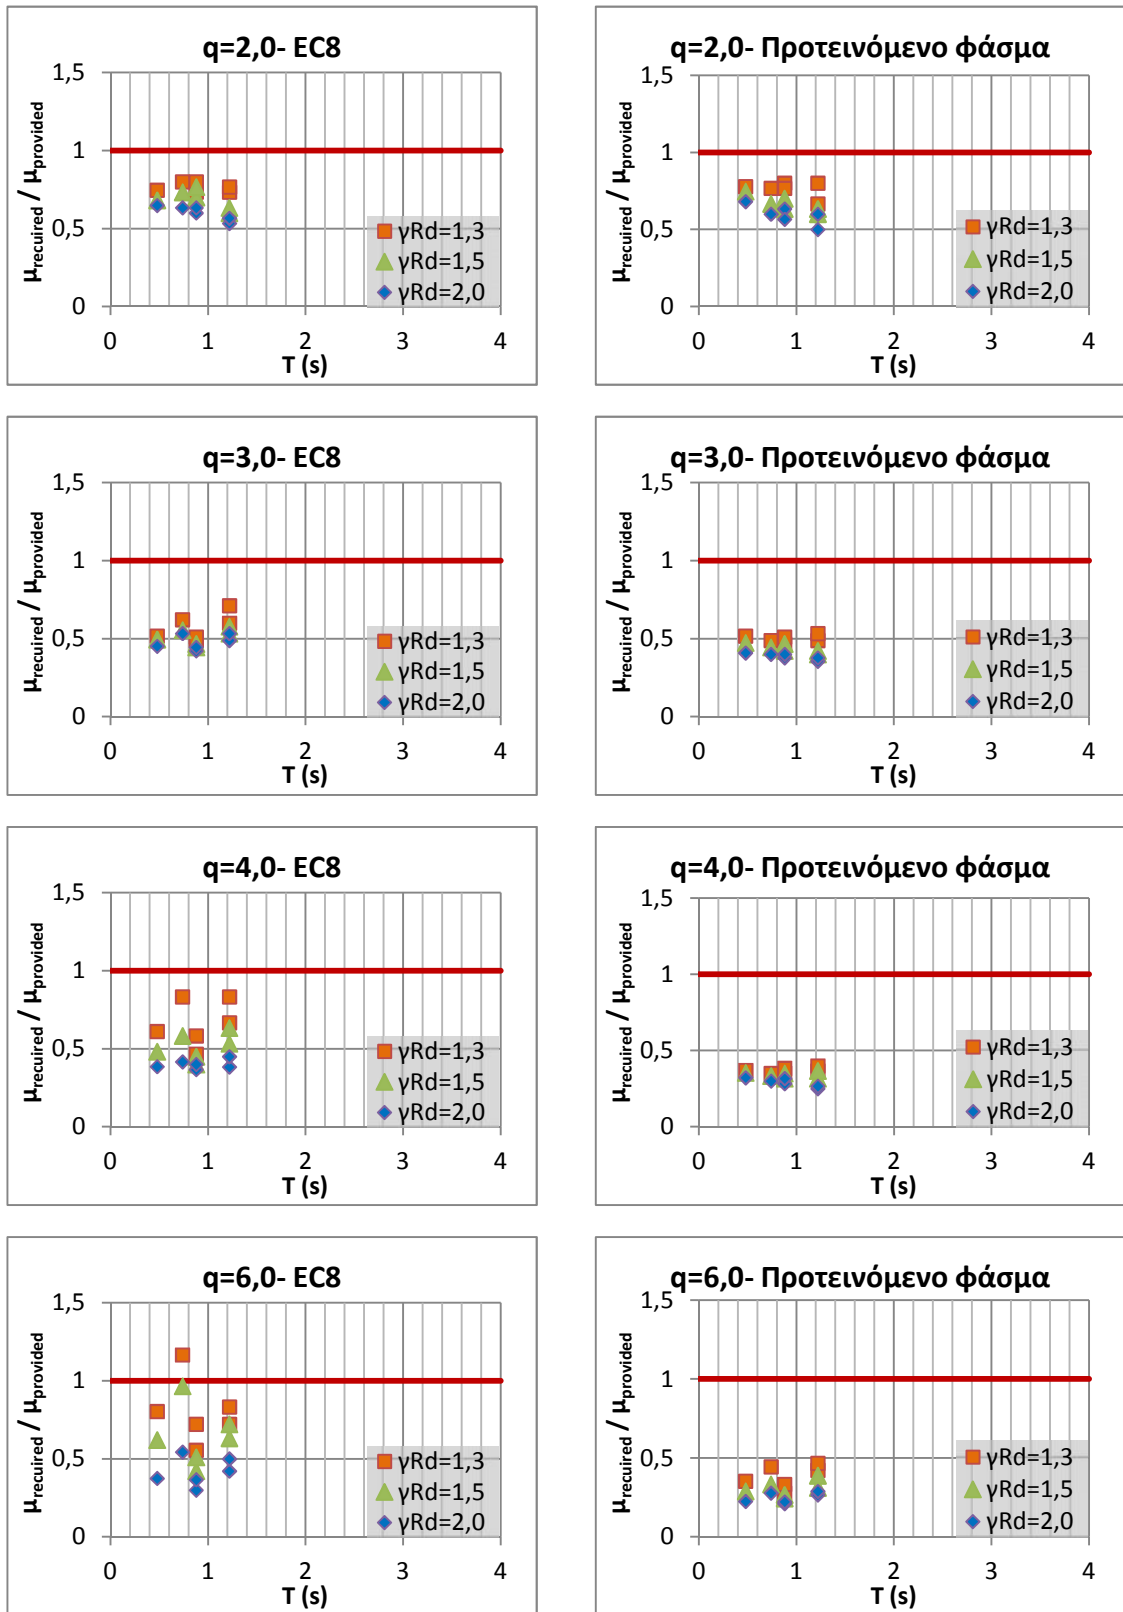 q=2,0- EC8
1,5
1
0,5
0
μrecuired / μprovided
γRd=1,3
γRd=1,5
γRd=2,0
0 1 2 3 4
T (s)
q=2,0- Προτεινόμενο φάσμα
1,5
1
0,5
0
μrecuired / μprovided
γRd=1,3
γRd=1,5
γRd=2,0
0 1 2 3 4
T (s)
q=3,0- EC8
1,5
1
0,5
0
μrecuired / μprovided
γRd=1,3
γRd=1,5
γRd=2,0
0 1 2 3 4
T (s)
q=3,0- Προτεινόμενο φάσμα
1,5
1
0,5
0
μrecuired / μprovided
γRd=1,3
γRd=1,5
γRd=2,0
0 1 2 3 4
T (s)
q=4,0- EC8
1,5
1
0,5
0
μrecuired / μprovided
γRd=1,3
γRd=1,5
γRd=2,0
0 1 2 3 4
T (s)
q=4,0- Προτεινόμενο φάσμα
1,5
1
0,5
0
μrecuired / μprovided
γRd=1,3
γRd=1,5
γRd=2,0
0 1 2 3 4
T (s)
q=6,0- EC8
1,5
1
0,5
0
μrecuired / μprovided
γRd=1,3
γRd=1,5
γRd=2,0
0 1 2 3 4
T (s)
q=6,0- Προτεινόμενο φάσμα
1,5
1
0,5
0
μrecuired / μprovided
γRd=1,3
γRd=1,5
γRd=2,0
0 1 2 3 4
T (s)